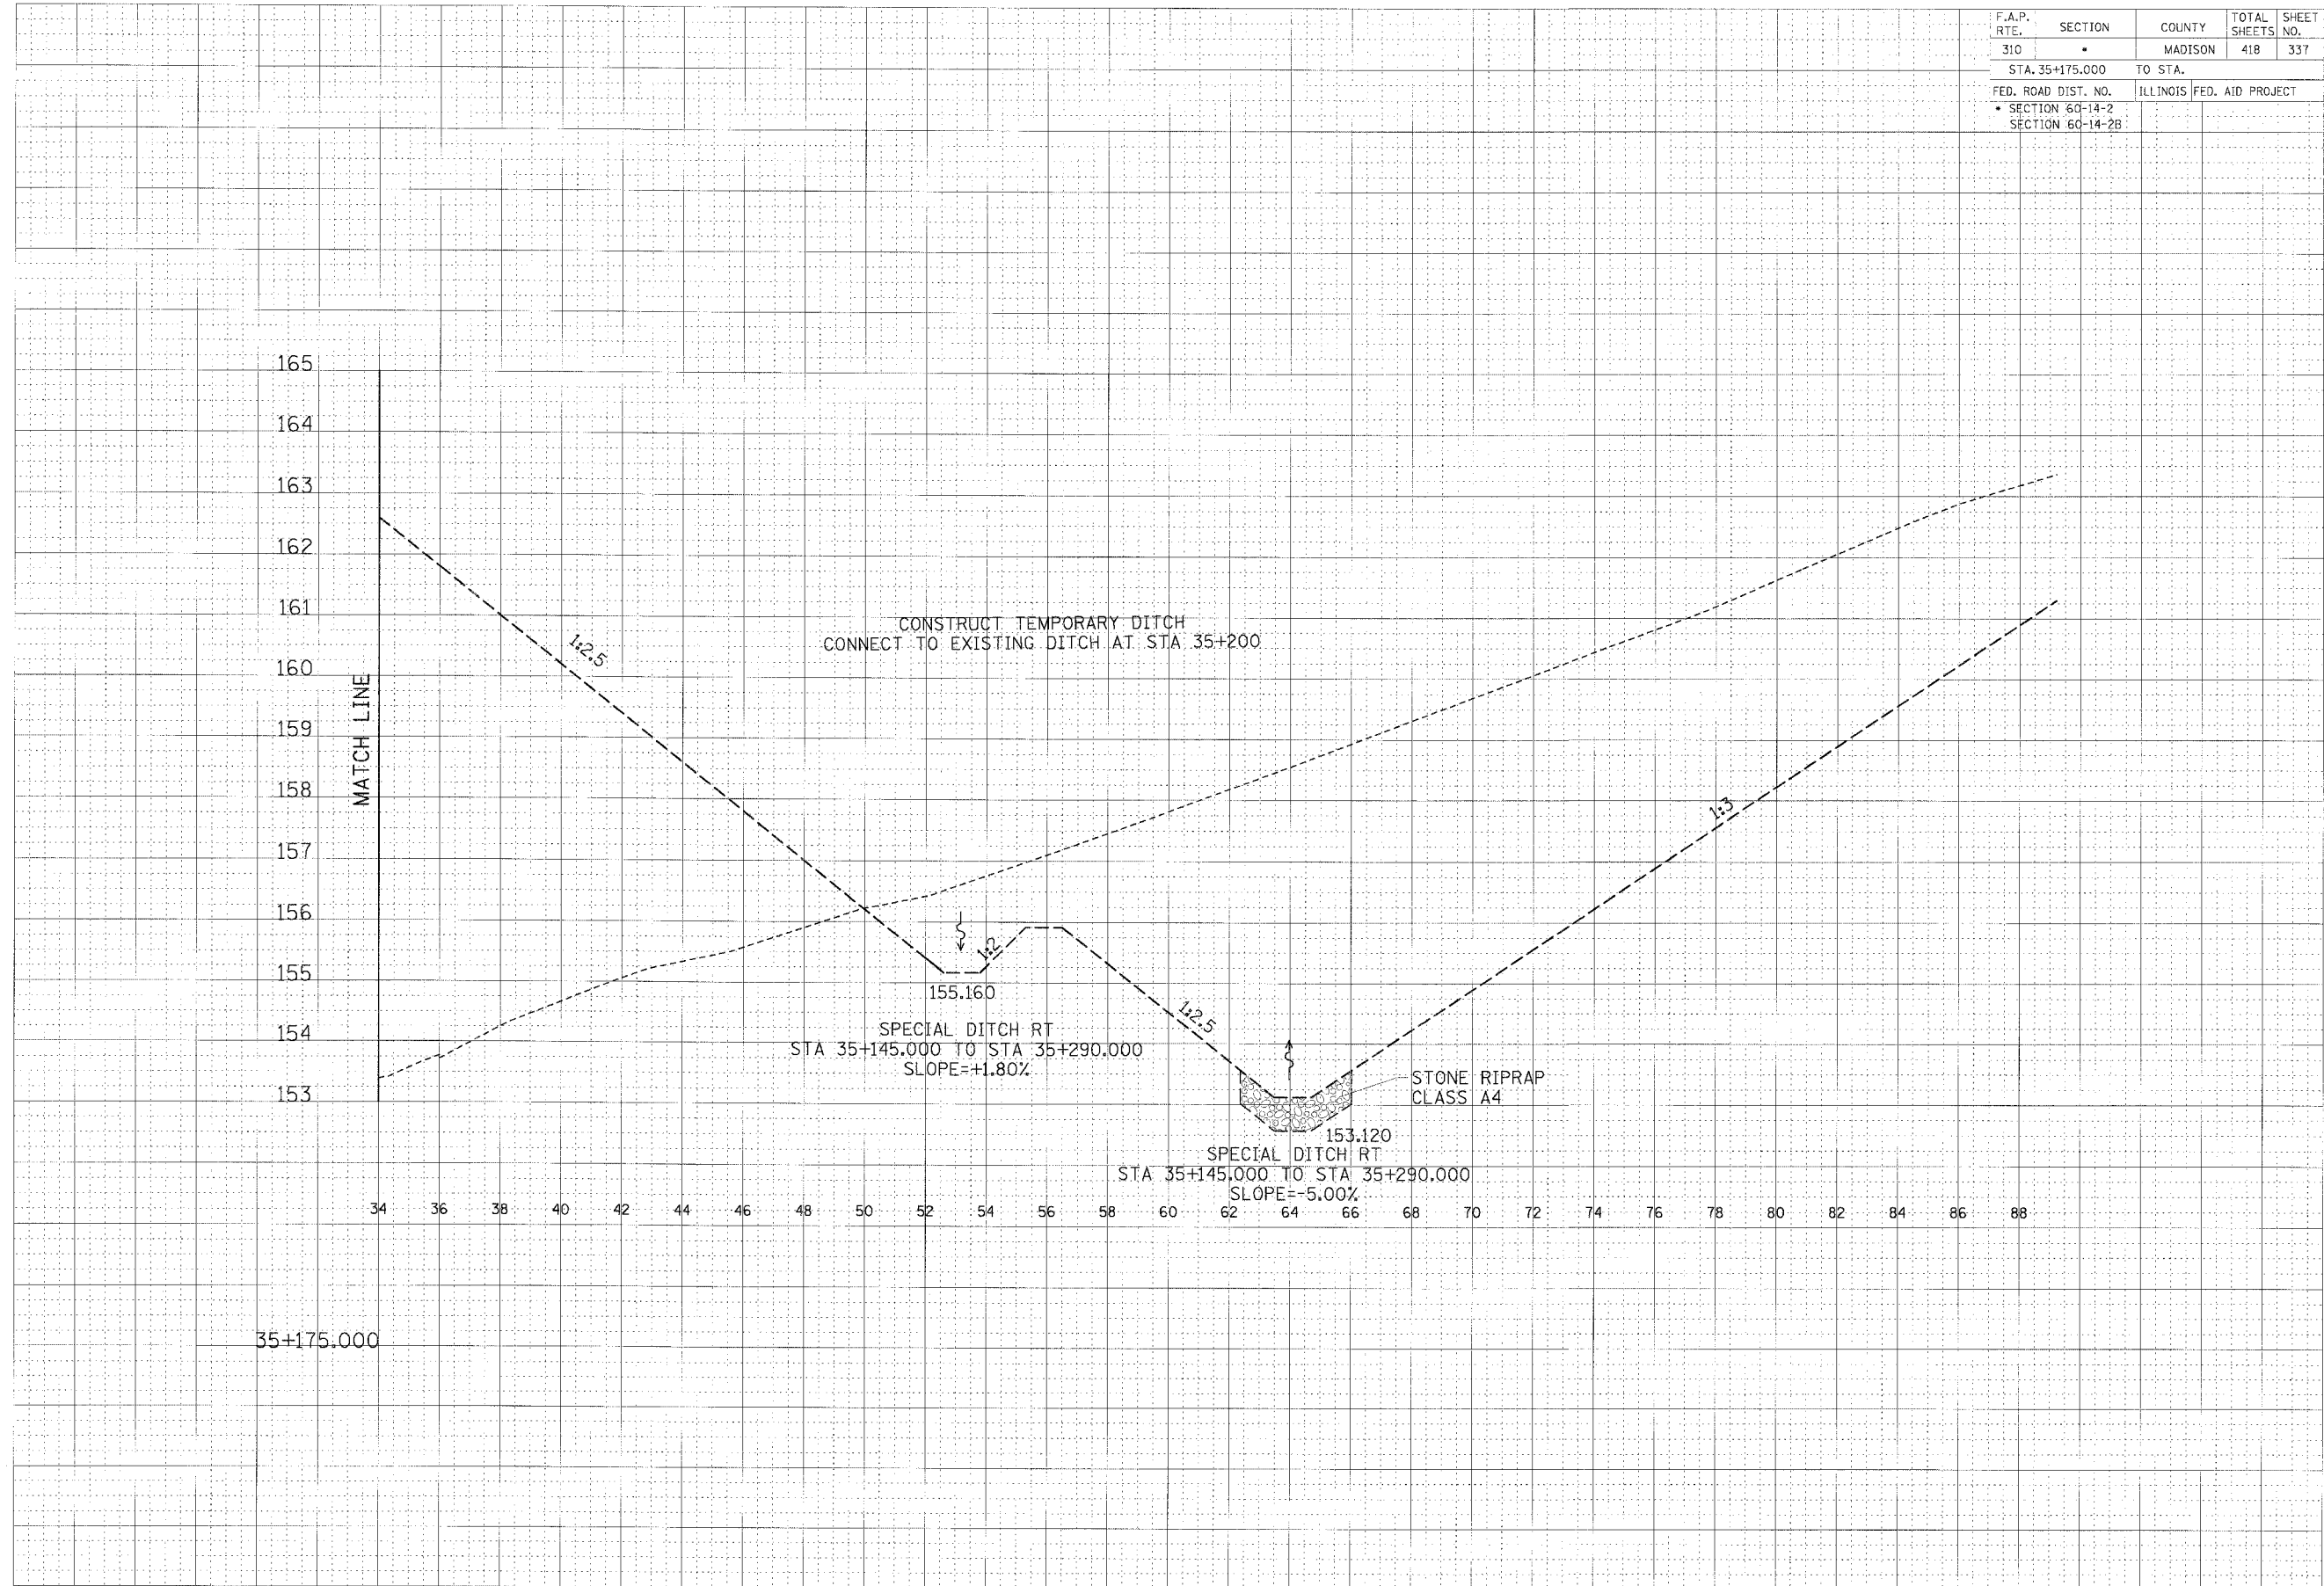 F.A.P. RTE. SECTION COUNTY TOTAL SHEETS SHEET NO.
310 * MADISON 418 337
STA. 35+175.000 TO STA.
FED. ROAD DIST. NO. ILLINOIS FED. AID PROJECT
* SECTION 60-14-2
SECTION 60-14-2B
165
164
163
162
161
160
159
158
157
156
155
154
153
MATCH LINE
1:2.5
CONSTRUCT TEMPORARY DITCH
CONNECT TO EXISTING DITCH AT STA 35+200
1:3
1:2
155.160
SPECIAL DITCH RT
STA 35+145.000 TO STA 35+290.000
SLOPE=+1.80%
1:2.5
STONE RIPRAP
CLASS A4
153.120
SPECIAL DITCH RT
STA 35+145.000 TO STA 35+290.000
SLOPE=-5.00%
34 36 38 40 42 44 46 48 50 52 54 56 58 60 62 64 66 68 70 72 74 76 78 80 82 84 86 88
35+175.000